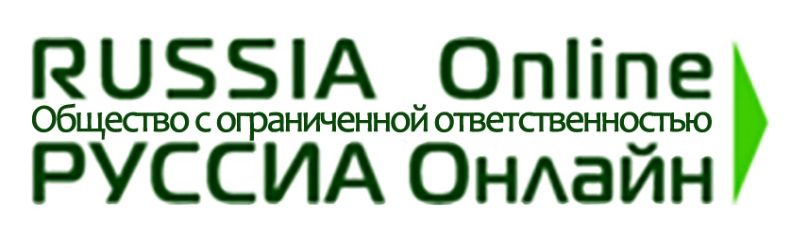 RUSSIA Online
Общество с ограниченной ответственностью
РУССИА Онлайн